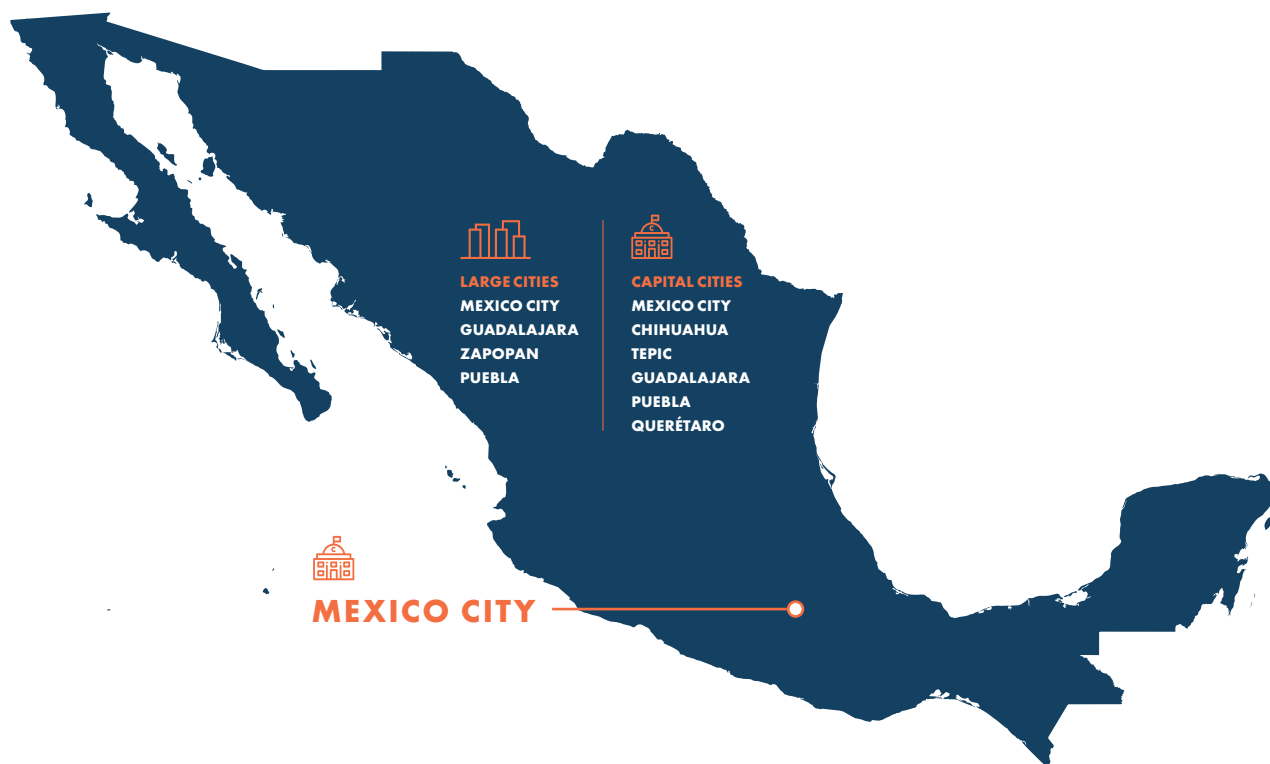 LARGE CITIES
MEXICO CITY
GUADALAJARA
ZAPOPAN
PUEBLA
CAPITAL CITIES
MEXICO CITY
CHIHUAHUA
TEPIC
GUADALAJARA
PUEBLA
QUERÉTARO
MEXICO CITY